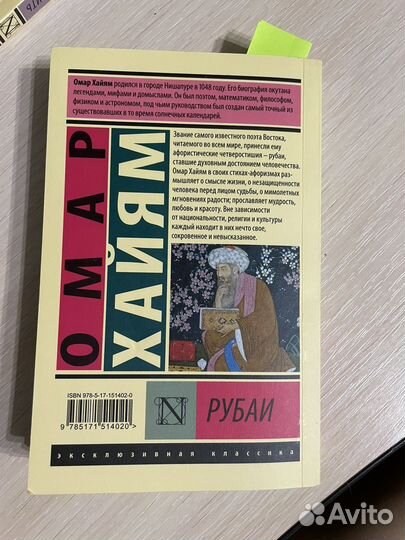 Омар Хайям родился в городе Нишапуре в 1048 году. Его биография окутана
легендами, мифами и домыслами. Он был поэтом, математиком, философом,
физиком и астрономом, под чьим руководством был создан самый точный из
существовавших в то время солнечных календарей.
Звание самого известного поэта Востока,
читаемого во всем мире, принесли ему
афористические четверостишия – рубаи,
ставшие духовным достоянием человечества.
Омар Хайям в своих стихах-афоризмах раз-
мышляет о смысле жизни, о незащищенности
человека перед лицом судьбы, о мимолетных
мгновениях радости; прославляет мудрость,
любовь и красоту. Вне зависимости
от национальности, религии и культуры
каждый находит в них нечто свое,
сокровенное и невысказанное.
ОМАР
ХАЙЯМ
ISBN 978-5-17-151402-0
9 785171 514020 >
N
РУБАИ
эксклюзивная классика
Avito